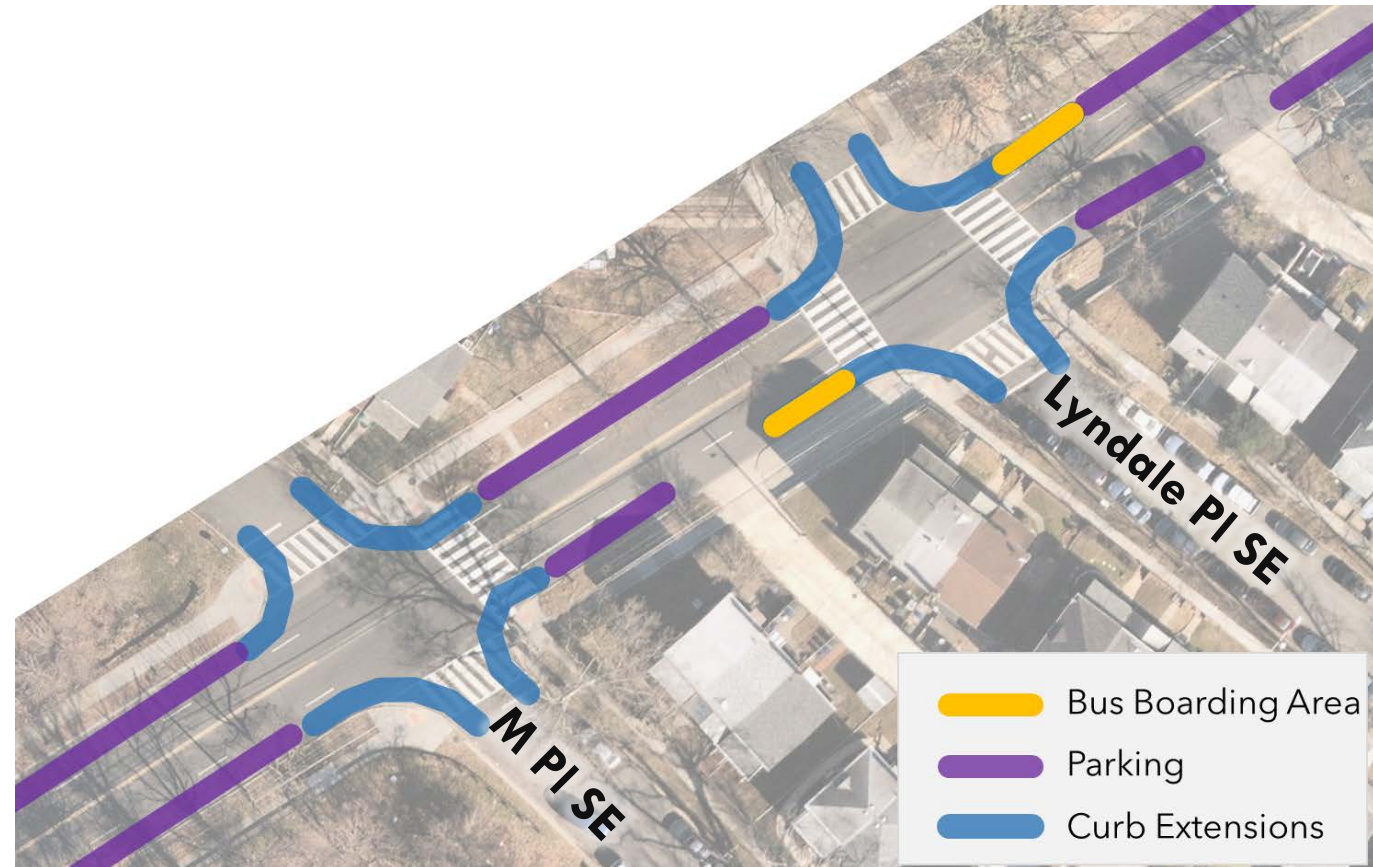 Lyndale Pl SE
M Pl SE
Bus Boarding Area
Parking
Curb Extensions